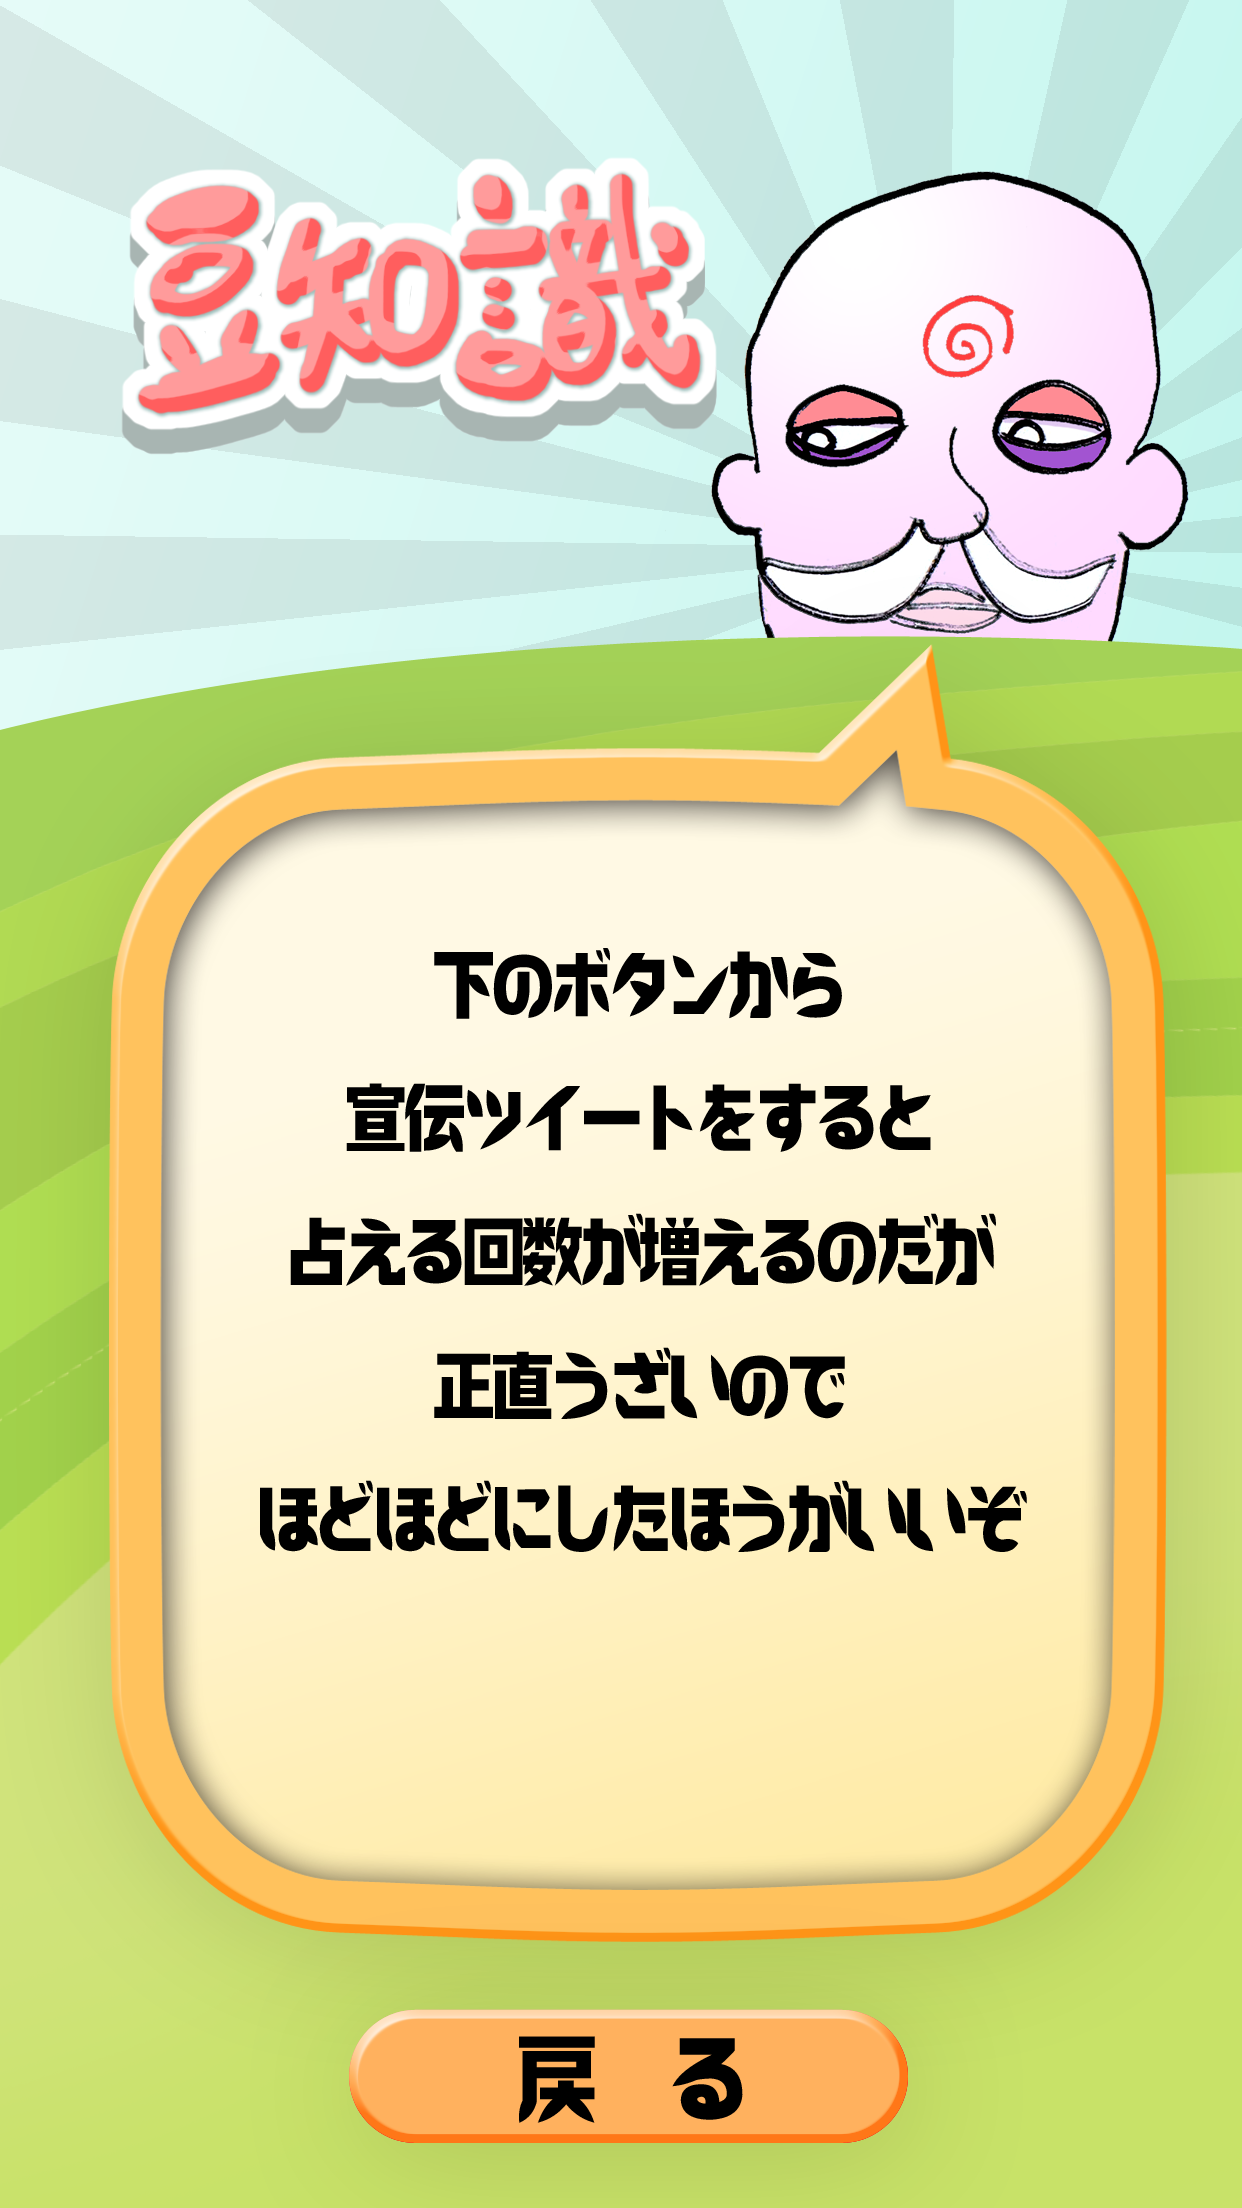 豆知識
下のボタンから
宣伝ツイートをすると
占える回数が増えるのだが
正直うざいので
ほどほどにしたほうがいいぞ
戻る